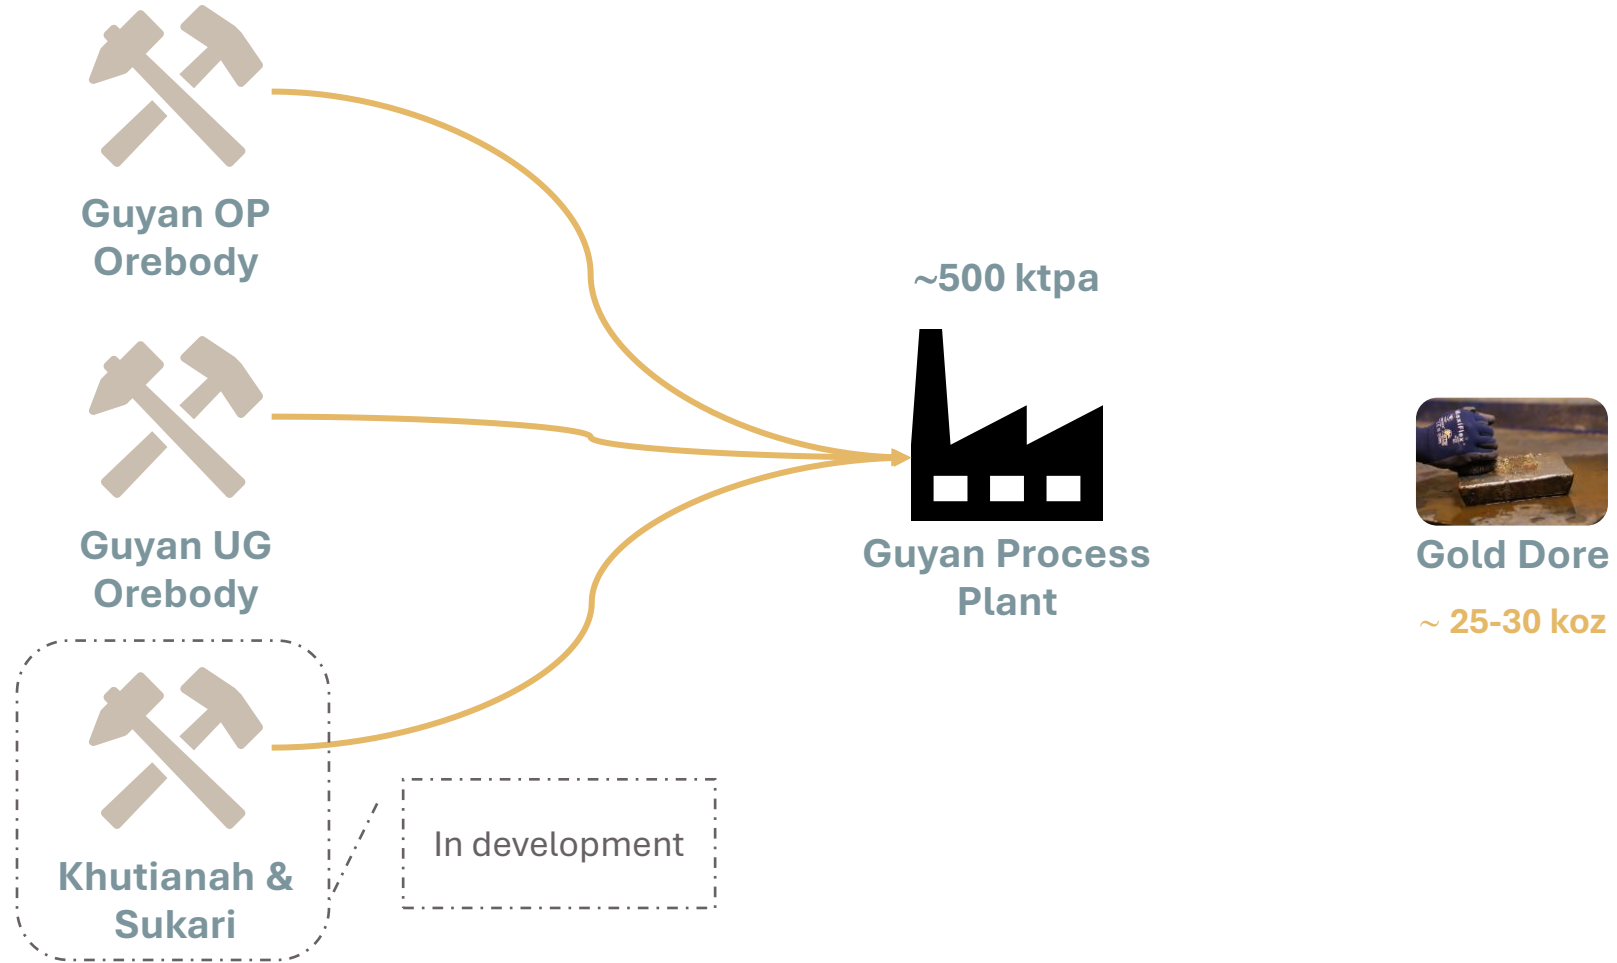 Guyan OP
Orebody
~500 ktpa
Guyan UG
Orebody
Guyan Process
Plant
Gold Dore
~ 25-30 koz
In development
Khutianah &
Sukari